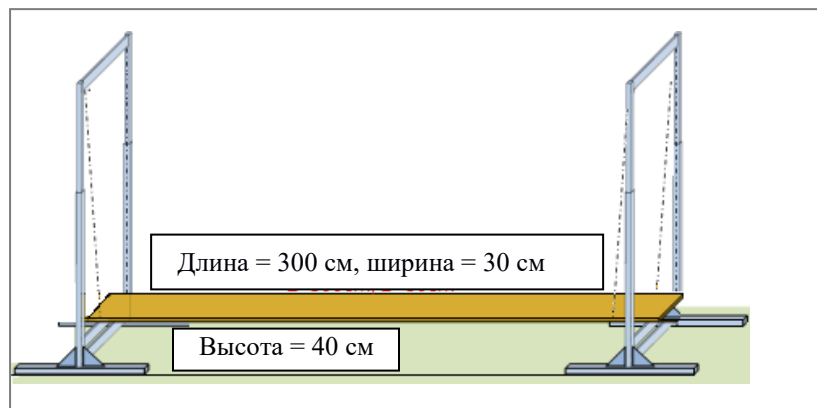 Длина = 300 см, ширина = 30 см
Высота = 40 см